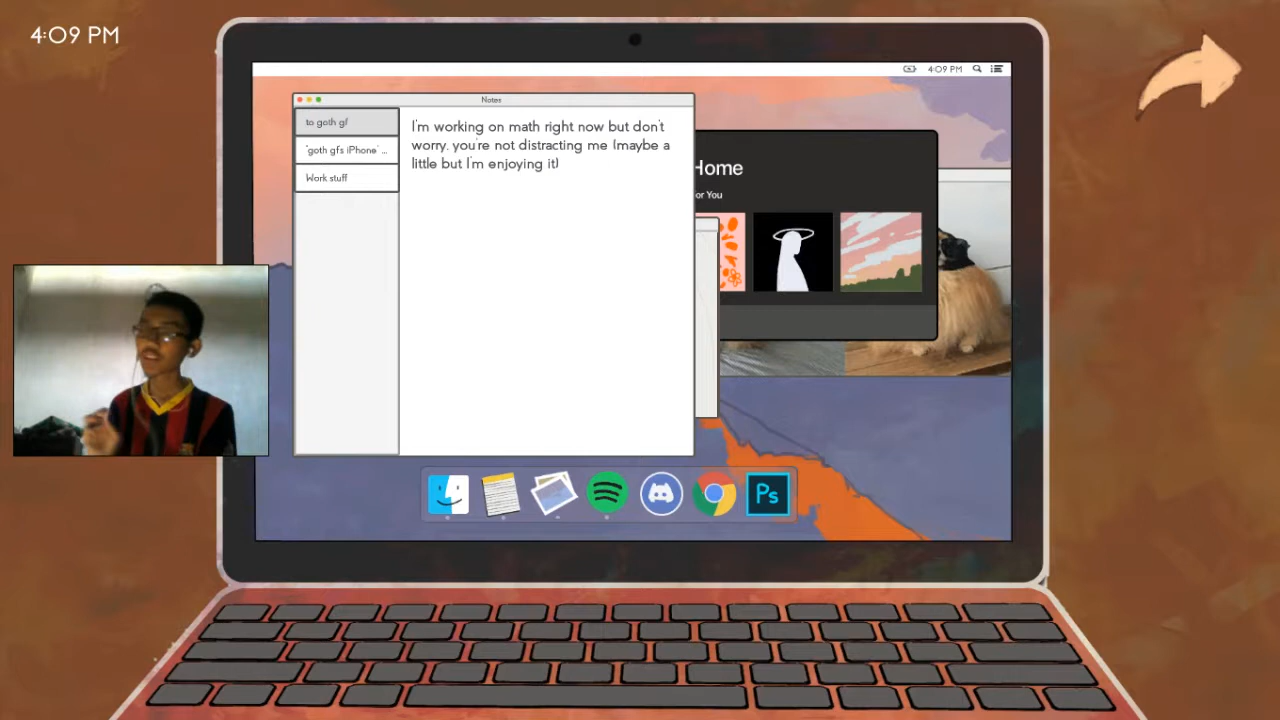 4:09 PM
4:09 PM
Notes
to goth gf
"goth gfs iPhone" ...
Work stuff
I'm working on math right now but don't
worry, you're not distracting me (maybe a
little but I'm enjoying it)
Home
or You
Ps